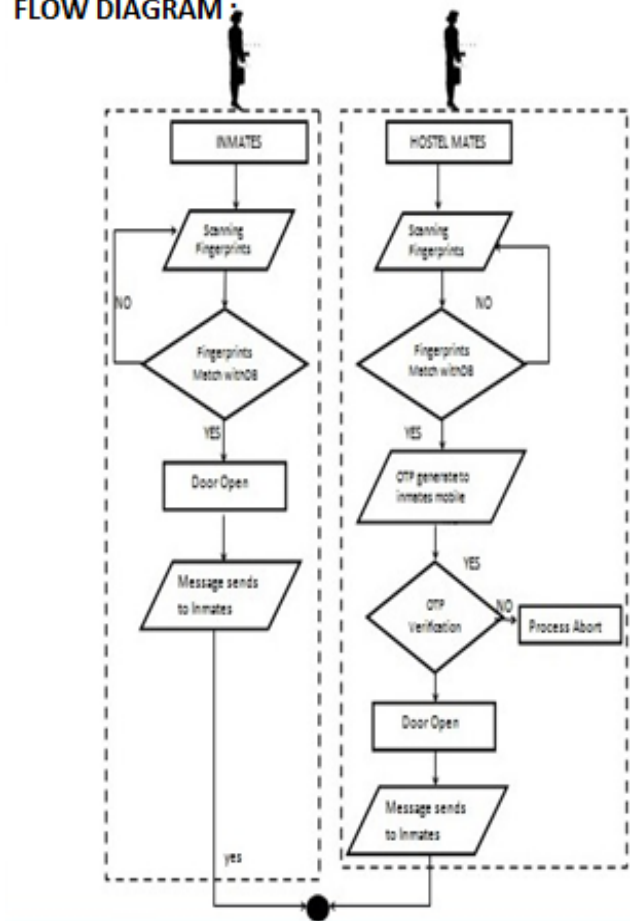 FLOW DIAGRAM :
INMATES
Scanning
Fingerprints
NO
Fingerprints
Match withDB
YES
Door Open
Message sends
to Inmates
yes
HOSTEL MATES
Scanning
Fingerprints
NO
Fingerprints
Match withDB
YES
OTP generate to
inmates mobile
YES
OTP
Verification
NO
Process Abort
Door Open
Message sends
to Inmates